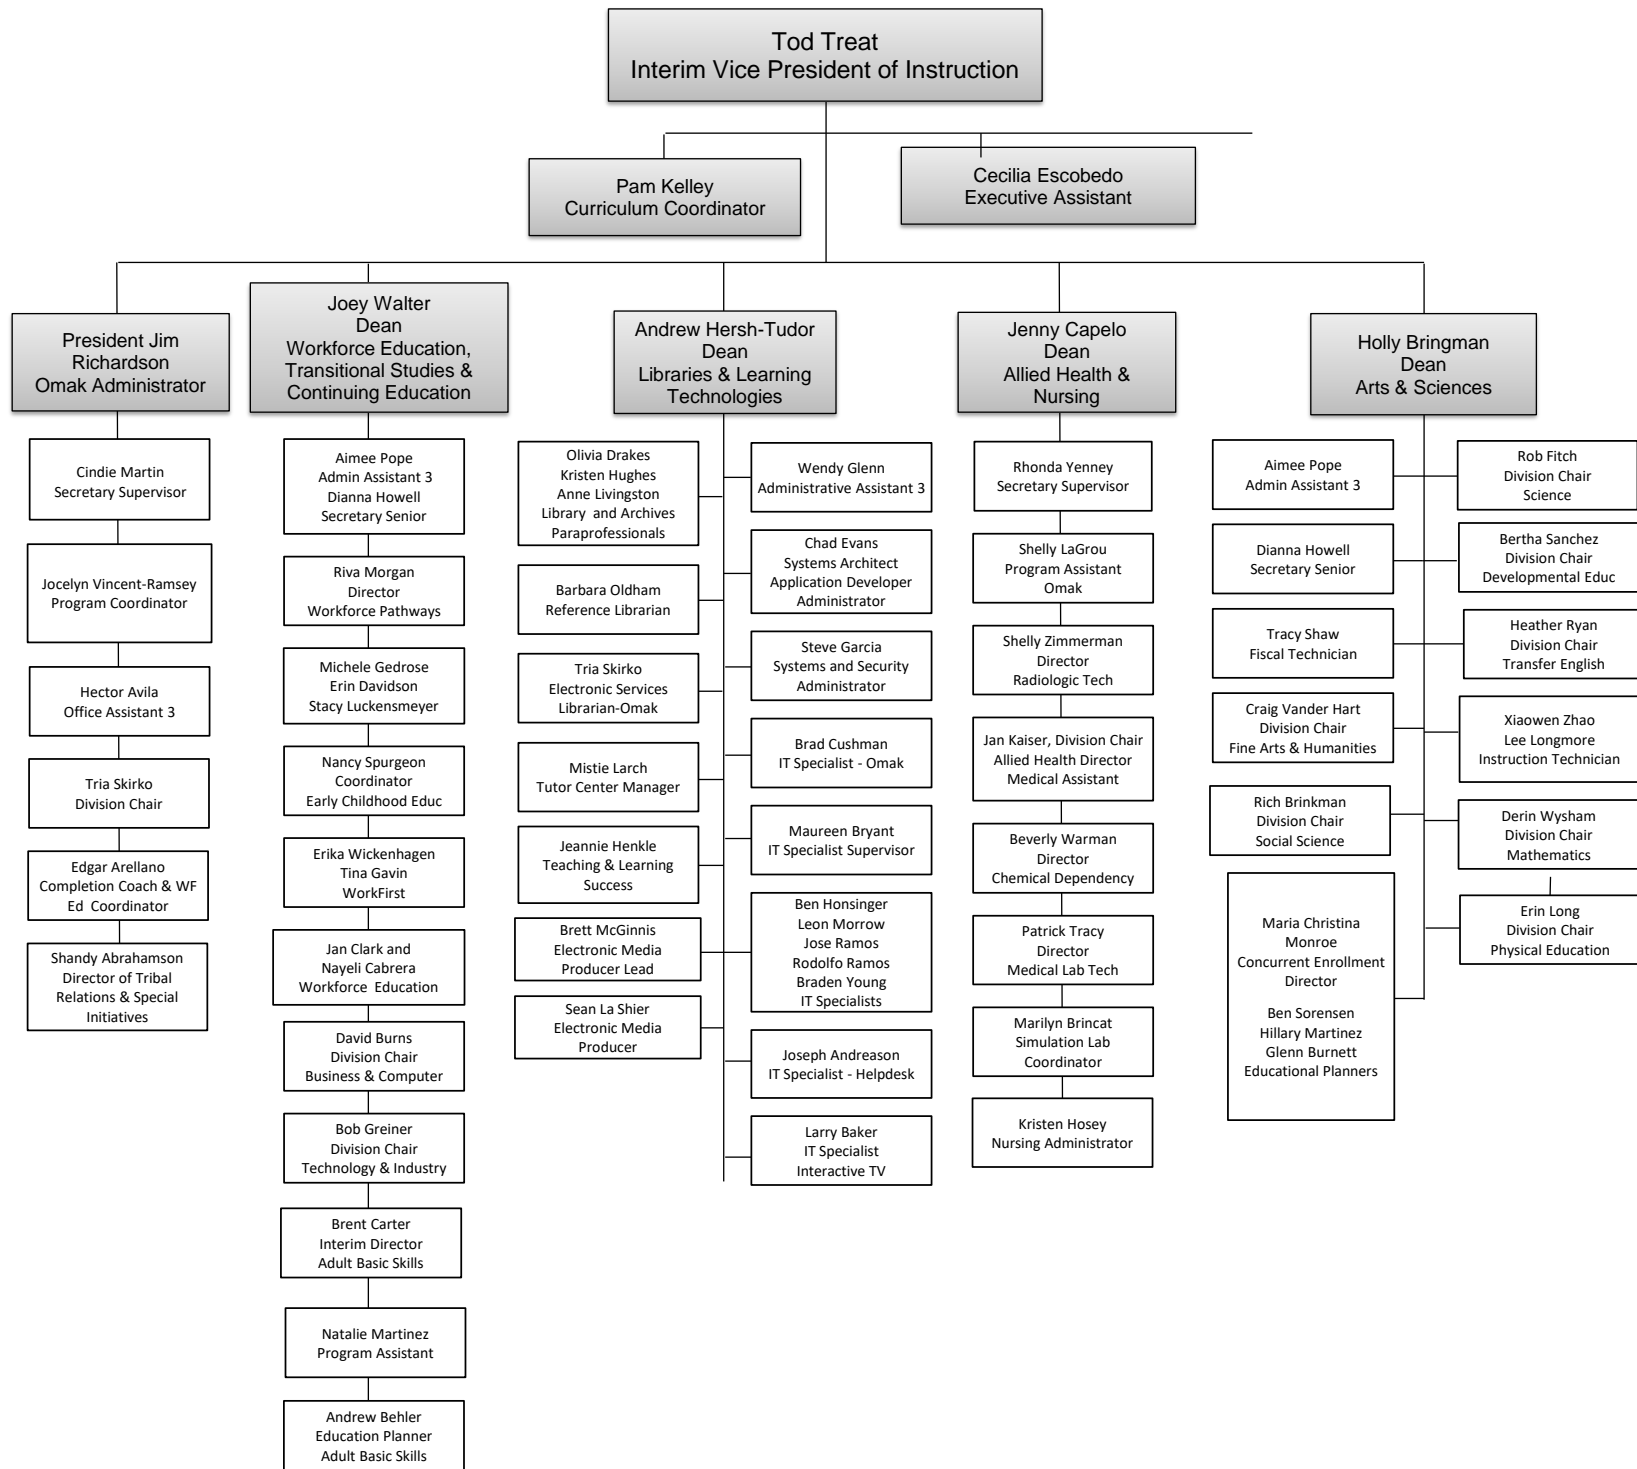 Tod Treat
Interim Vice President of Instruction
Pam Kelley
Curriculum Coordinator
Cecilia Escobedo
Executive Assistant
President Jim
Richardson
Omak Administrator
Cindie Martin
Secretary Supervisor
Jocelyn Vincent-Ramsey
Program Coordinator
Hector Avila
Office Assistant 3
Tria Skirko
Division Chair
Edgar Arellano
Completion Coach & WF
Ed Coordinator
Shandy Abrahamson
Director of Tribal
Relations & Special
Initiatives
Joey Walter
Dean
Workforce Education,
Transitional Studies &
Continuing Education
Aimee Pope
Admin Assistant 3
Dianna Howell
Secretary Senior
Riva Morgan
Director
Workforce Pathways
Michele Gedrose
Erin Davidson
Stacy Luckensmeyer
Nancy Spurgeon
Coordinator
Early Childhood Educ
Erika Wickenhagen
Tina Gavin
WorkFirst
Jan Clark and
Nayeli Cabrera
Workforce Education
David Burns
Division Chair
Business & Computer
Bob Greiner
Division Chair
Technology & Industry
Brent Carter
Interim Director
Adult Basic Skills
Natalie Martinez
Program Assistant
Andrew Behler
Education Planner
Adult Basic Skills
Andrew Hersh-Tudor
Dean
Libraries & Learning
Technologies
Olivia Drakes
Kristen Hughes
Anne Livingston
Library and Archives
Paraprofessionals
Barbara Oldham
Reference Librarian
Tria Skirko
Electronic Services
Librarian-Omak
Mistie Larch
Tutor Center Manager
Jeannie Henkle
Teaching & Learning
Success
Brett McGinnis
Electronic Media
Producer Lead
Sean La Shier
Electronic Media
Producer
Wendy Glenn
Administrative Assistant 3
Chad Evans
Systems Architect
Application Developer
Administrator
Steve Garcia
Systems and Security
Administrator
Brad Cushman
IT Specialist - Omak
Maureen Bryant
IT Specialist Supervisor
Ben Honsinger
Leon Morrow
Jose Ramos
Rodolfo Ramos
Braden Young
IT Specialists
Joseph Andreason
IT Specialist - Helpdesk
Larry Baker
IT Specialist
Interactive TV
Jenny Capelo
Dean
Allied Health &
Nursing
Rhonda Yenney
Secretary Supervisor
Shelly LaGrou
Program Assistant
Omak
Shelly Zimmerman
Director
Radiologic Tech
Jan Kaiser, Division Chair
Allied Health Director
Medical Assistant
Beverly Warman
Director
Chemical Dependency
Patrick Tracy
Director
Medical Lab Tech
Marilyn Brincat
Simulation Lab
Coordinator
Kristen Hosey
Nursing Administrator
Holly Bringman
Dean
Arts & Sciences
Aimee Pope
Admin Assistant 3
Dianna Howell
Secretary Senior
Tracy Shaw
Fiscal Technician
Craig Vander Hart
Division Chair
Fine Arts & Humanities
Rich Brinkman
Division Chair
Social Science
Maria Christina
Monroe
Concurrent Enrollment
Director
Ben Sorensen
Hillary Martinez
Glenn Burnett
Educational Planners
Rob Fitch
Division Chair
Science
Bertha Sanchez
Division Chair
Developmental Educ
Heather Ryan
Division Chair
Transfer English
Xiaowen Zhao
Lee Longmore
Instruction Technician
Derin Wysham
Division Chair
Mathematics
Erin Long
Division Chair
Physical Education